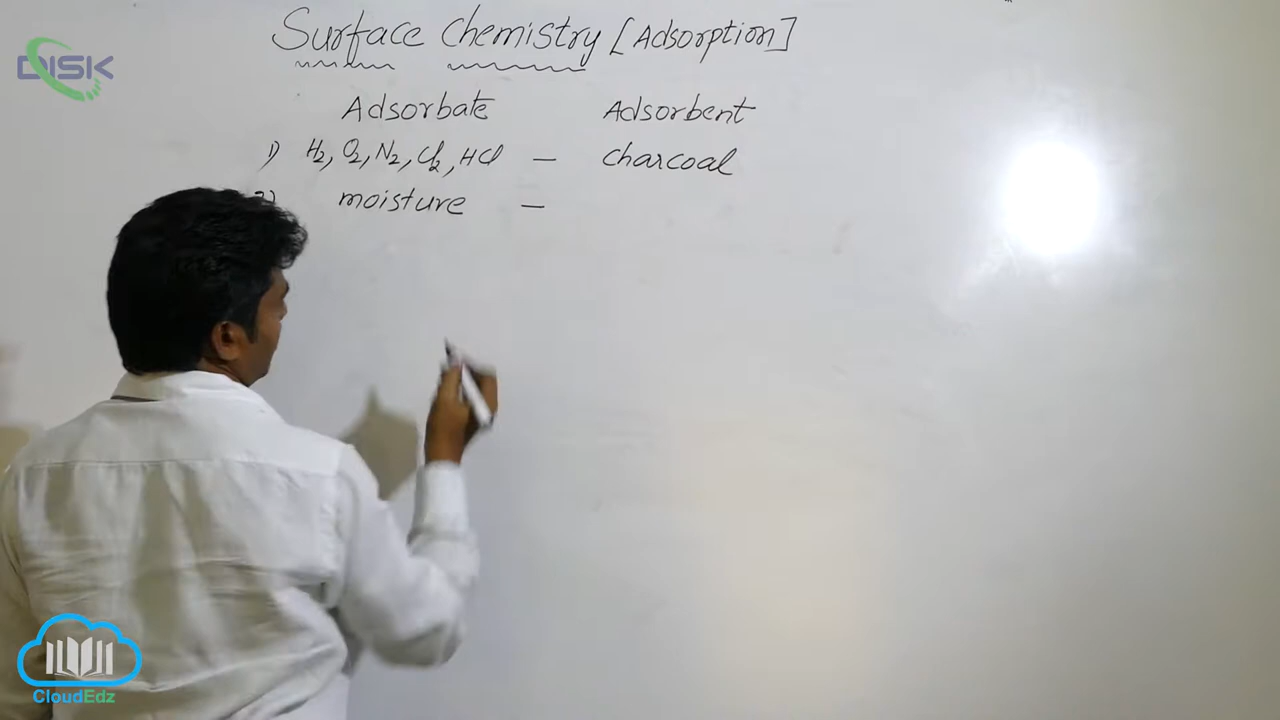 Surface Chemistry [Adsorption]
DISK
Adsorbate Adsorbent
1) H2, O2, N2, Cl2, HCl — Charcoal
2) moisture —
CloudEdz